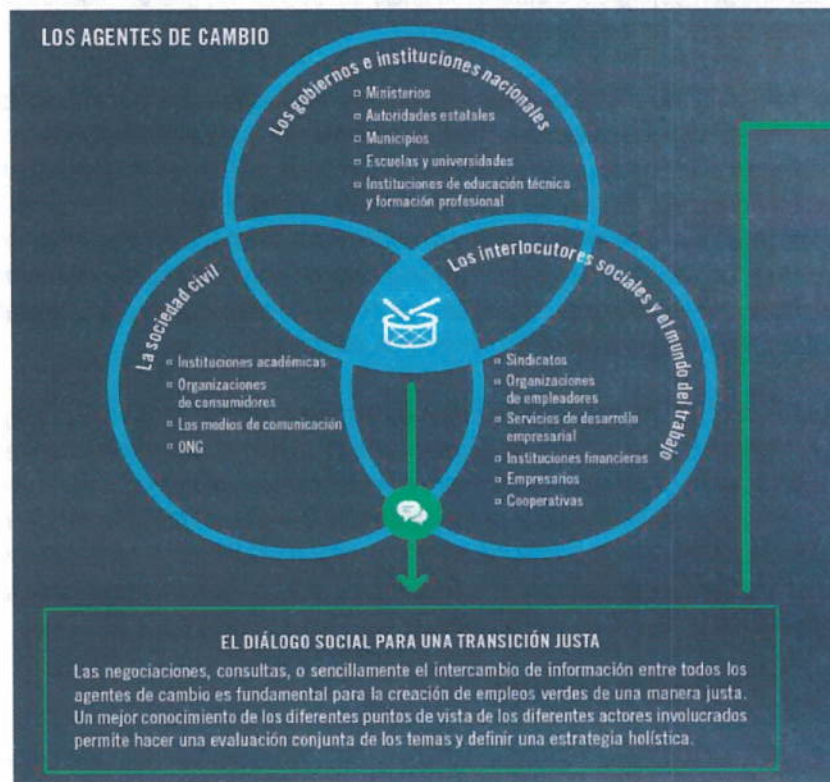 LOS AGENTES DE CAMBIO
Los gobiernos e instituciones nacionales
▫ Ministerios
▫ Autoridades estatales
▫ Municipios
▫ Escuelas y universidades
▫ Instituciones de educación técnica
y formación profesional
La sociedad civil
▫ Instituciones académicas
▫ Organizaciones
de consumidores
▫ Los medios de comunicación
▫ ONG
Los interlocutores sociales y el mundo del trabajo
▫ Sindicatos
▫ Organizaciones
de empleadores
▫ Servicios de desarrollo
empresarial
▫ Instituciones financieras
▫ Empresarios
▫ Cooperativas
EL DIÁLOGO SOCIAL PARA UNA TRANSICIÓN JUSTA
Las negociaciones, consultas, o sencillamente el intercambio de información entre todos los
agentes de cambio es fundamental para la creación de empleos verdes de una manera justa.
Un mejor conocimiento de los diferentes puntos de vista de los diferentes actores involucrados
permite hacer una evaluación conjunta de los temas y definir una estrategia holística.